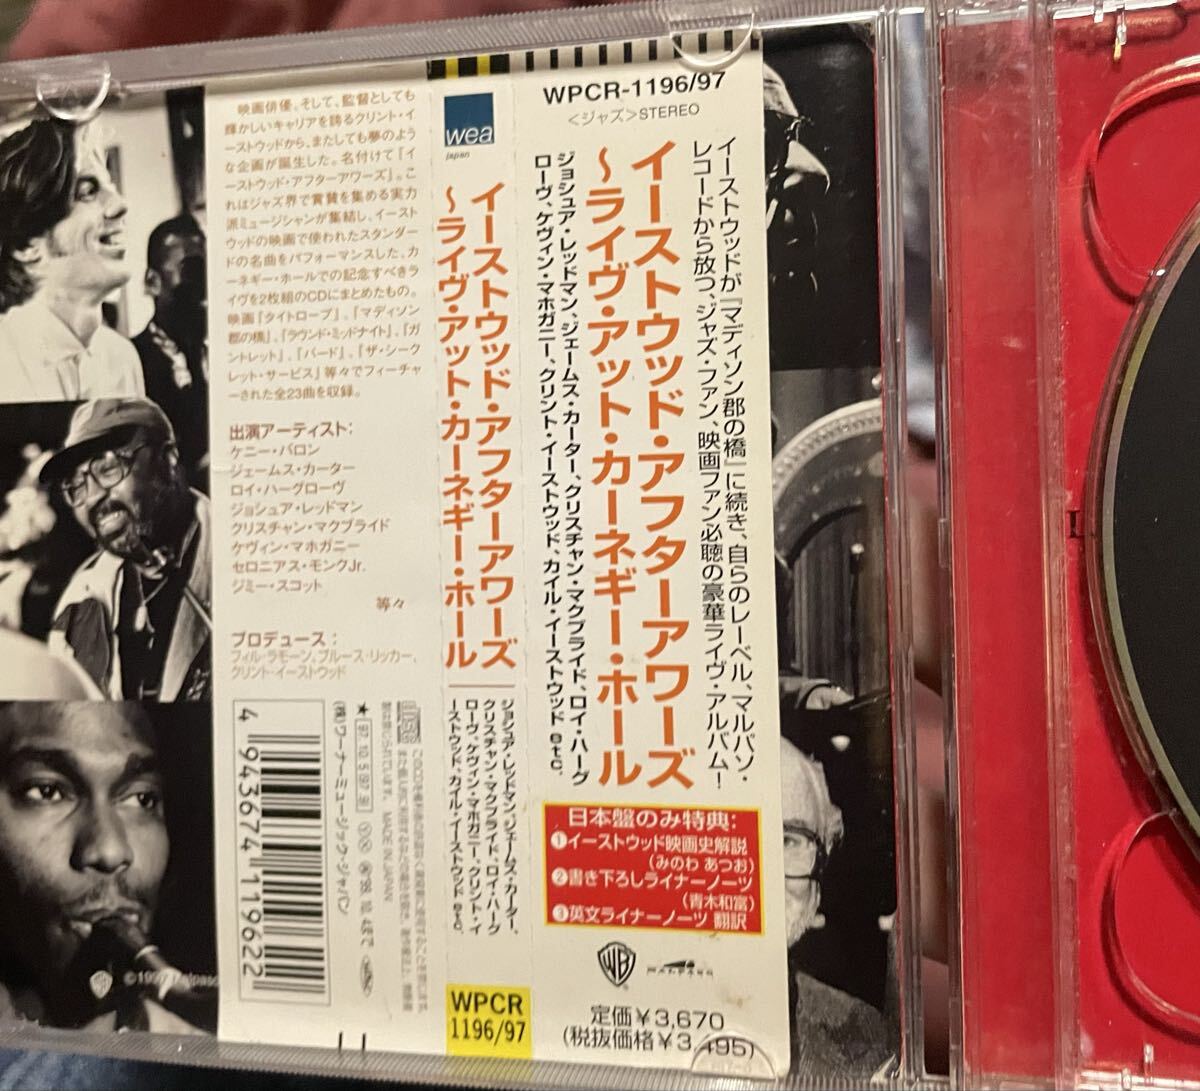 映画俳優。そして、監督としても
輝かしいキャリアを誇るクリント・イ
ーストウッドから、またしても夢のよう
な企画が誕生した。名付けて『イ
ーストウッド・アフターアワーズ』。こ
れはジャズ界で賞賛を集める実力
派ミュージシャンが集結し、イースト
ウッドの映画で使われたスタンダー
ドの名曲をパフォーマンスした、カ
ーネギー・ホールでの記念すべきラ
イヴを2枚組のCDにまとめたもの。
映画『タイトロープ』、『マディソン
郡の橋』、『ラウンド・ミッドナイト』、『ガ
ントレット』、『バード』、『ザ・シーク
レット・サービス』等々でフィーチャ
ーされた全23曲を収録。
出演アーティスト：
ケニー・バロン
ジェームス・カーター
ロイ・ハーグローヴ
ジョシュア・レッドマン
クリスチャン・マクブライド
ケヴィン・マホガニー
セロニアス・モンクJr.
ジミー・スコット
等々
プロデュース：
フィル・ラモーン、ブルース・リッカー、
クリント・イーストウッド
4 943674 119622
★ 97.10.5
MADE IN JAPAN
(株)ワーナーミュージック・ジャパン
wea
japan
イーストウッド・アフターアワーズ
～ライヴ・アット・カーネギー・ホール
ジョシュア・レッドマン、ジェームス・カーター、
クリスチャン・マクブライド、ロイ・ハーグ
ローヴ、ケヴィン・マホガニー、クリント・イ
ーストウッド、カイル・イーストウッド etc.
WPCR
1196/97
WPCR-1196/97
＜ジャズ＞STEREO
イーストウッドが『マディソン郡の橋』に続き、自らのレーベル、マルパソ・
レコードから放つ、ジャズ・ファン、映画ファン必聴の豪華ライヴ・アルバム！
イーストウッド・アフターアワーズ
～ライヴ・アット・カーネギー・ホール
ジョシュア・レッドマン、ジェームス・カーター、クリスチャン・マクブライド、ロイ・ハーグ
ローヴ、ケヴィン・マホガニー、クリント・イーストウッド、カイル・イーストウッド etc.
日本盤のみ特典：
①イーストウッド映画史解説
(みのわ あつお)
②書き下ろしライナーノーツ
(青木和富)
③英文ライナーノーツ 翻訳
WB
MALPASO
定価￥3,670
(税抜価格￥3,495)
©1997 Malpaso